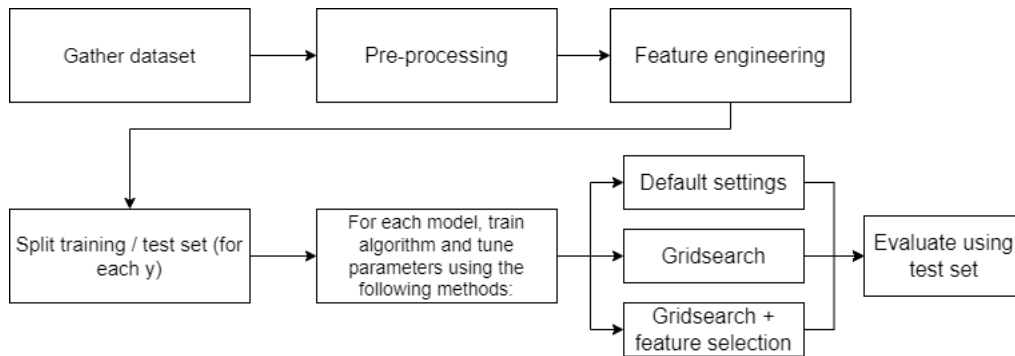 Gather dataset
Pre-processing
Feature engineering
Split training / test set (for
each y)
For each model, train
algorithm and tune
parameters using the
following methods:
Default settings
Gridsearch
Gridsearch +
feature selection
Evaluate using
test set